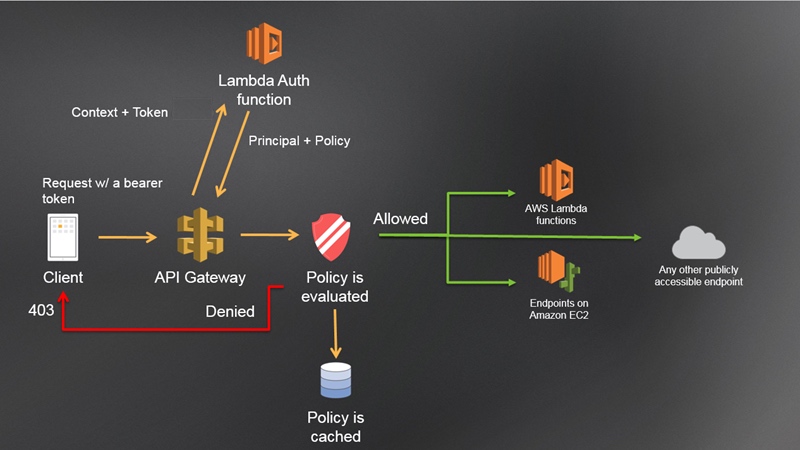 Lambda Auth
function
Context + Token
Principal + Policy
Request w/ a bearer
token
Client
API Gateway
Policy is
evaluated
Allowed
AWS Lambda
functions
Endpoints on
Amazon EC2
Any other publicly
accessible endpoint
403
Denied
Policy is
cached